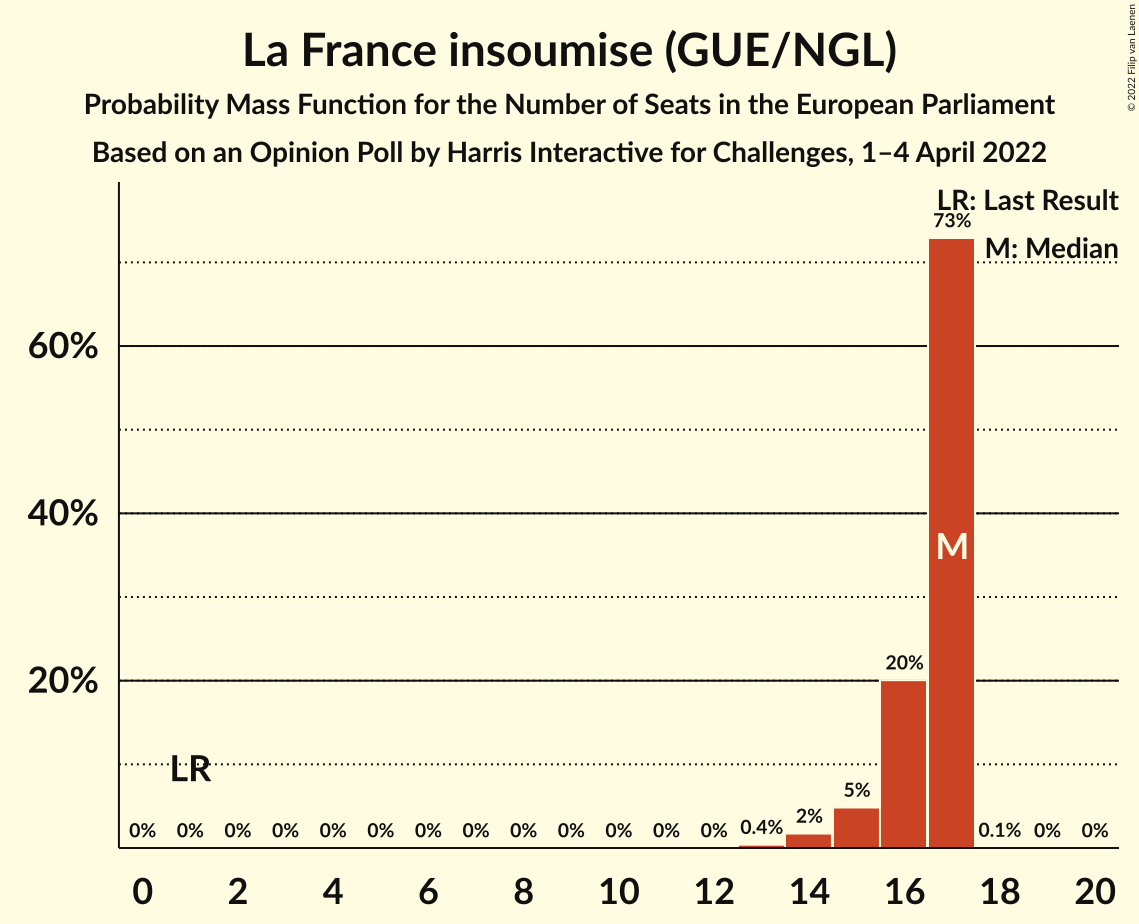 La France insoumise (GUE/NGL)
Probability Mass Function for the Number of Seats in the European Parliament
Based on an Opinion Poll by Harris Interactive for Challenges, 1–4 April 2022
© 2022 Filip van Laenen
LR: Last Result
M: Median
73%
60%
40%
M
20%
20%
LR
0% 0% 0% 0% 0% 0% 0% 0% 0% 0% 0% 0% 0% 0.4% 2% 5% 0.1% 0% 0%
0 2 4 6 8 10 12 14 16 18 20